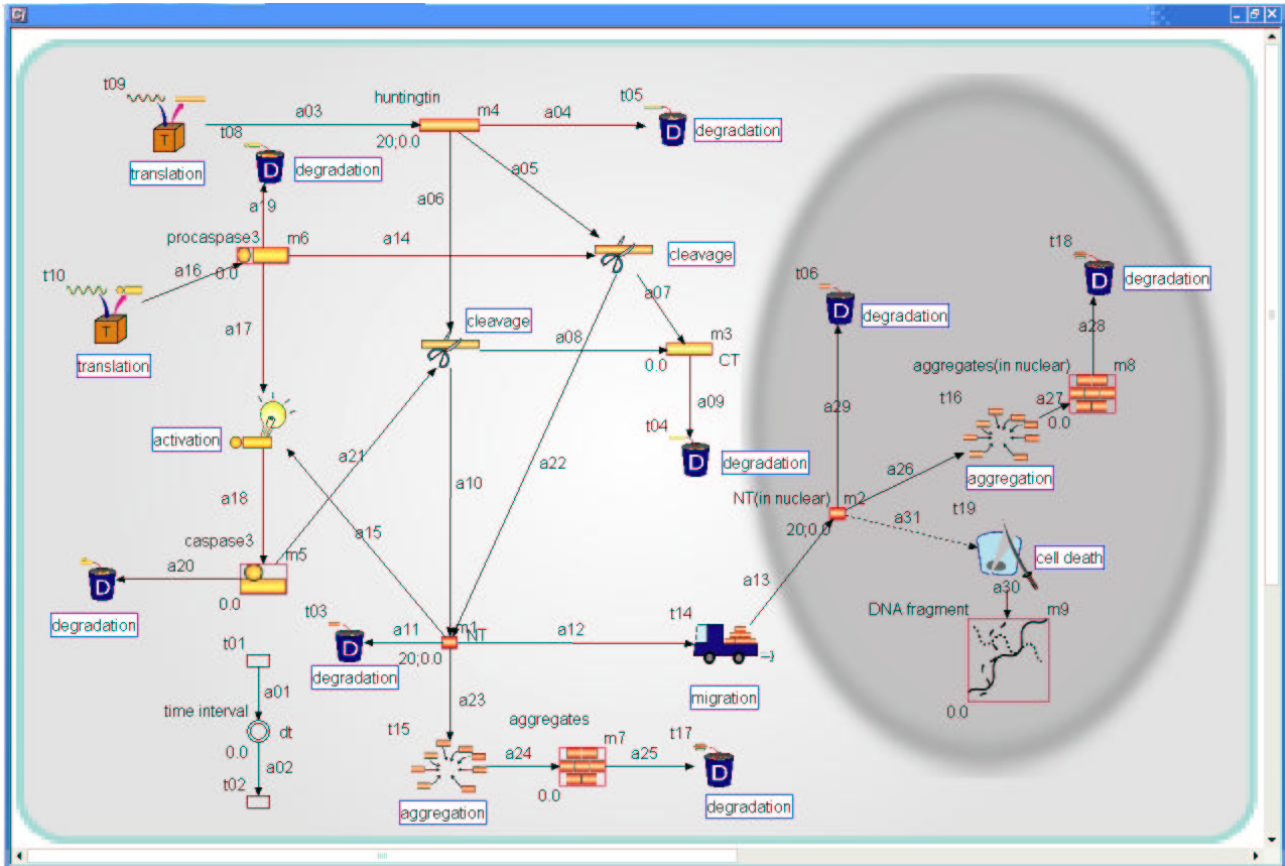 t09
T
translation
a03
huntingtin
m4
20;0.0
a04
t05
D
degradation
t08
D
degradation
a19
a05
a06
procaspase3
m6
0.0
a14
cleavage
t10
a16
T
translation
a17
a07
cleavage
a08
m3
0.0
CT
a09
t04
D
degradation
activation
a21
a22
a18
a10
a15
caspase3
m5
0.0
a20
D
degradation
t03
D
a11
degradation
m1
NT
20;0.0
a12
t14
migration
a13
t01
a01
time interval
dt
0.0
a02
t02
a23
t15
aggregation
a24
aggregates
m7
0.0
a25
t17
D
degradation
t06
D
degradation
a29
t18
D
degradation
a28
aggregates(in nuclear)
m8
t16
a27
0.0
a26
aggregation
NT(in nuclear)
m2
20;0.0
a31
t19
cell death
a30
DNA fragment
m9
0.0